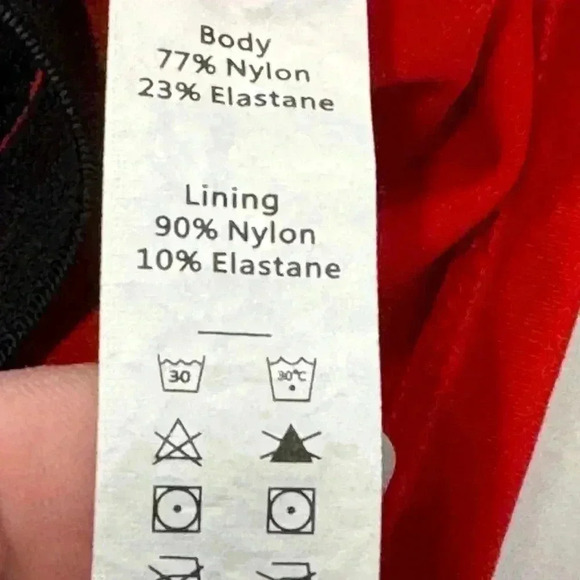 Body
77% Nylon
23% Elastane
Lining
90% Nylon
10% Elastane
30 30°C